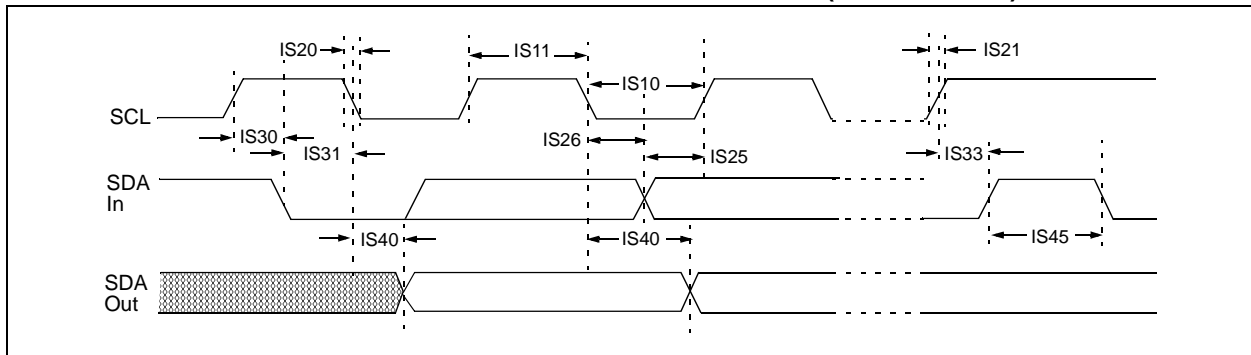 IS20
IS11
IS21
IS10
SCL
IS30
IS26
IS31
IS25
IS33
SDA
In
IS40
IS40
IS45
SDA
Out